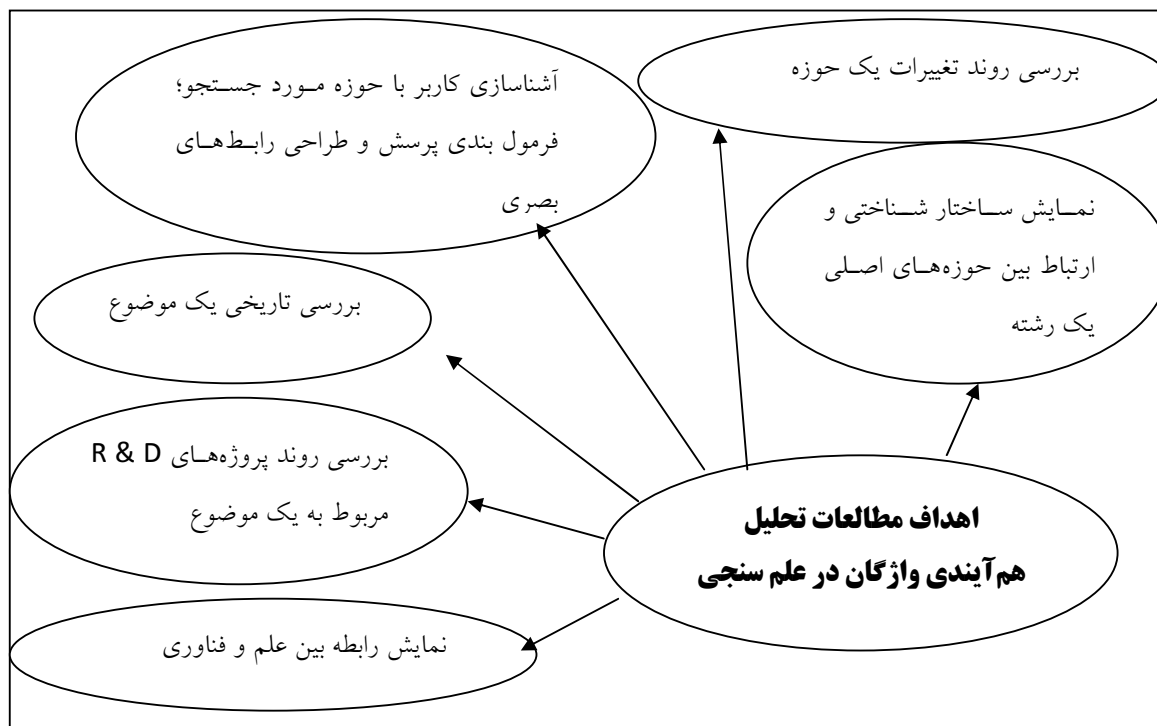 بررسی روند تغییرات یک حوزه
آشناسازی کاربر با حوزه مورد جستجو؛
فرمول بندی پرسش و طراحی رابط‌های
بصری
نمایش ساختار شناختی و
ارتباط بین حوزه‌های اصلی
یک رشته
بررسی تاریخی یک موضوع
بررسی روند پروژه‌های R & D
مربوط به یک موضوع
اهداف مطالعات تحلیل
هم‌آیندی واژگان در علم سنجی
نمایش رابطه بین علم و فناوری